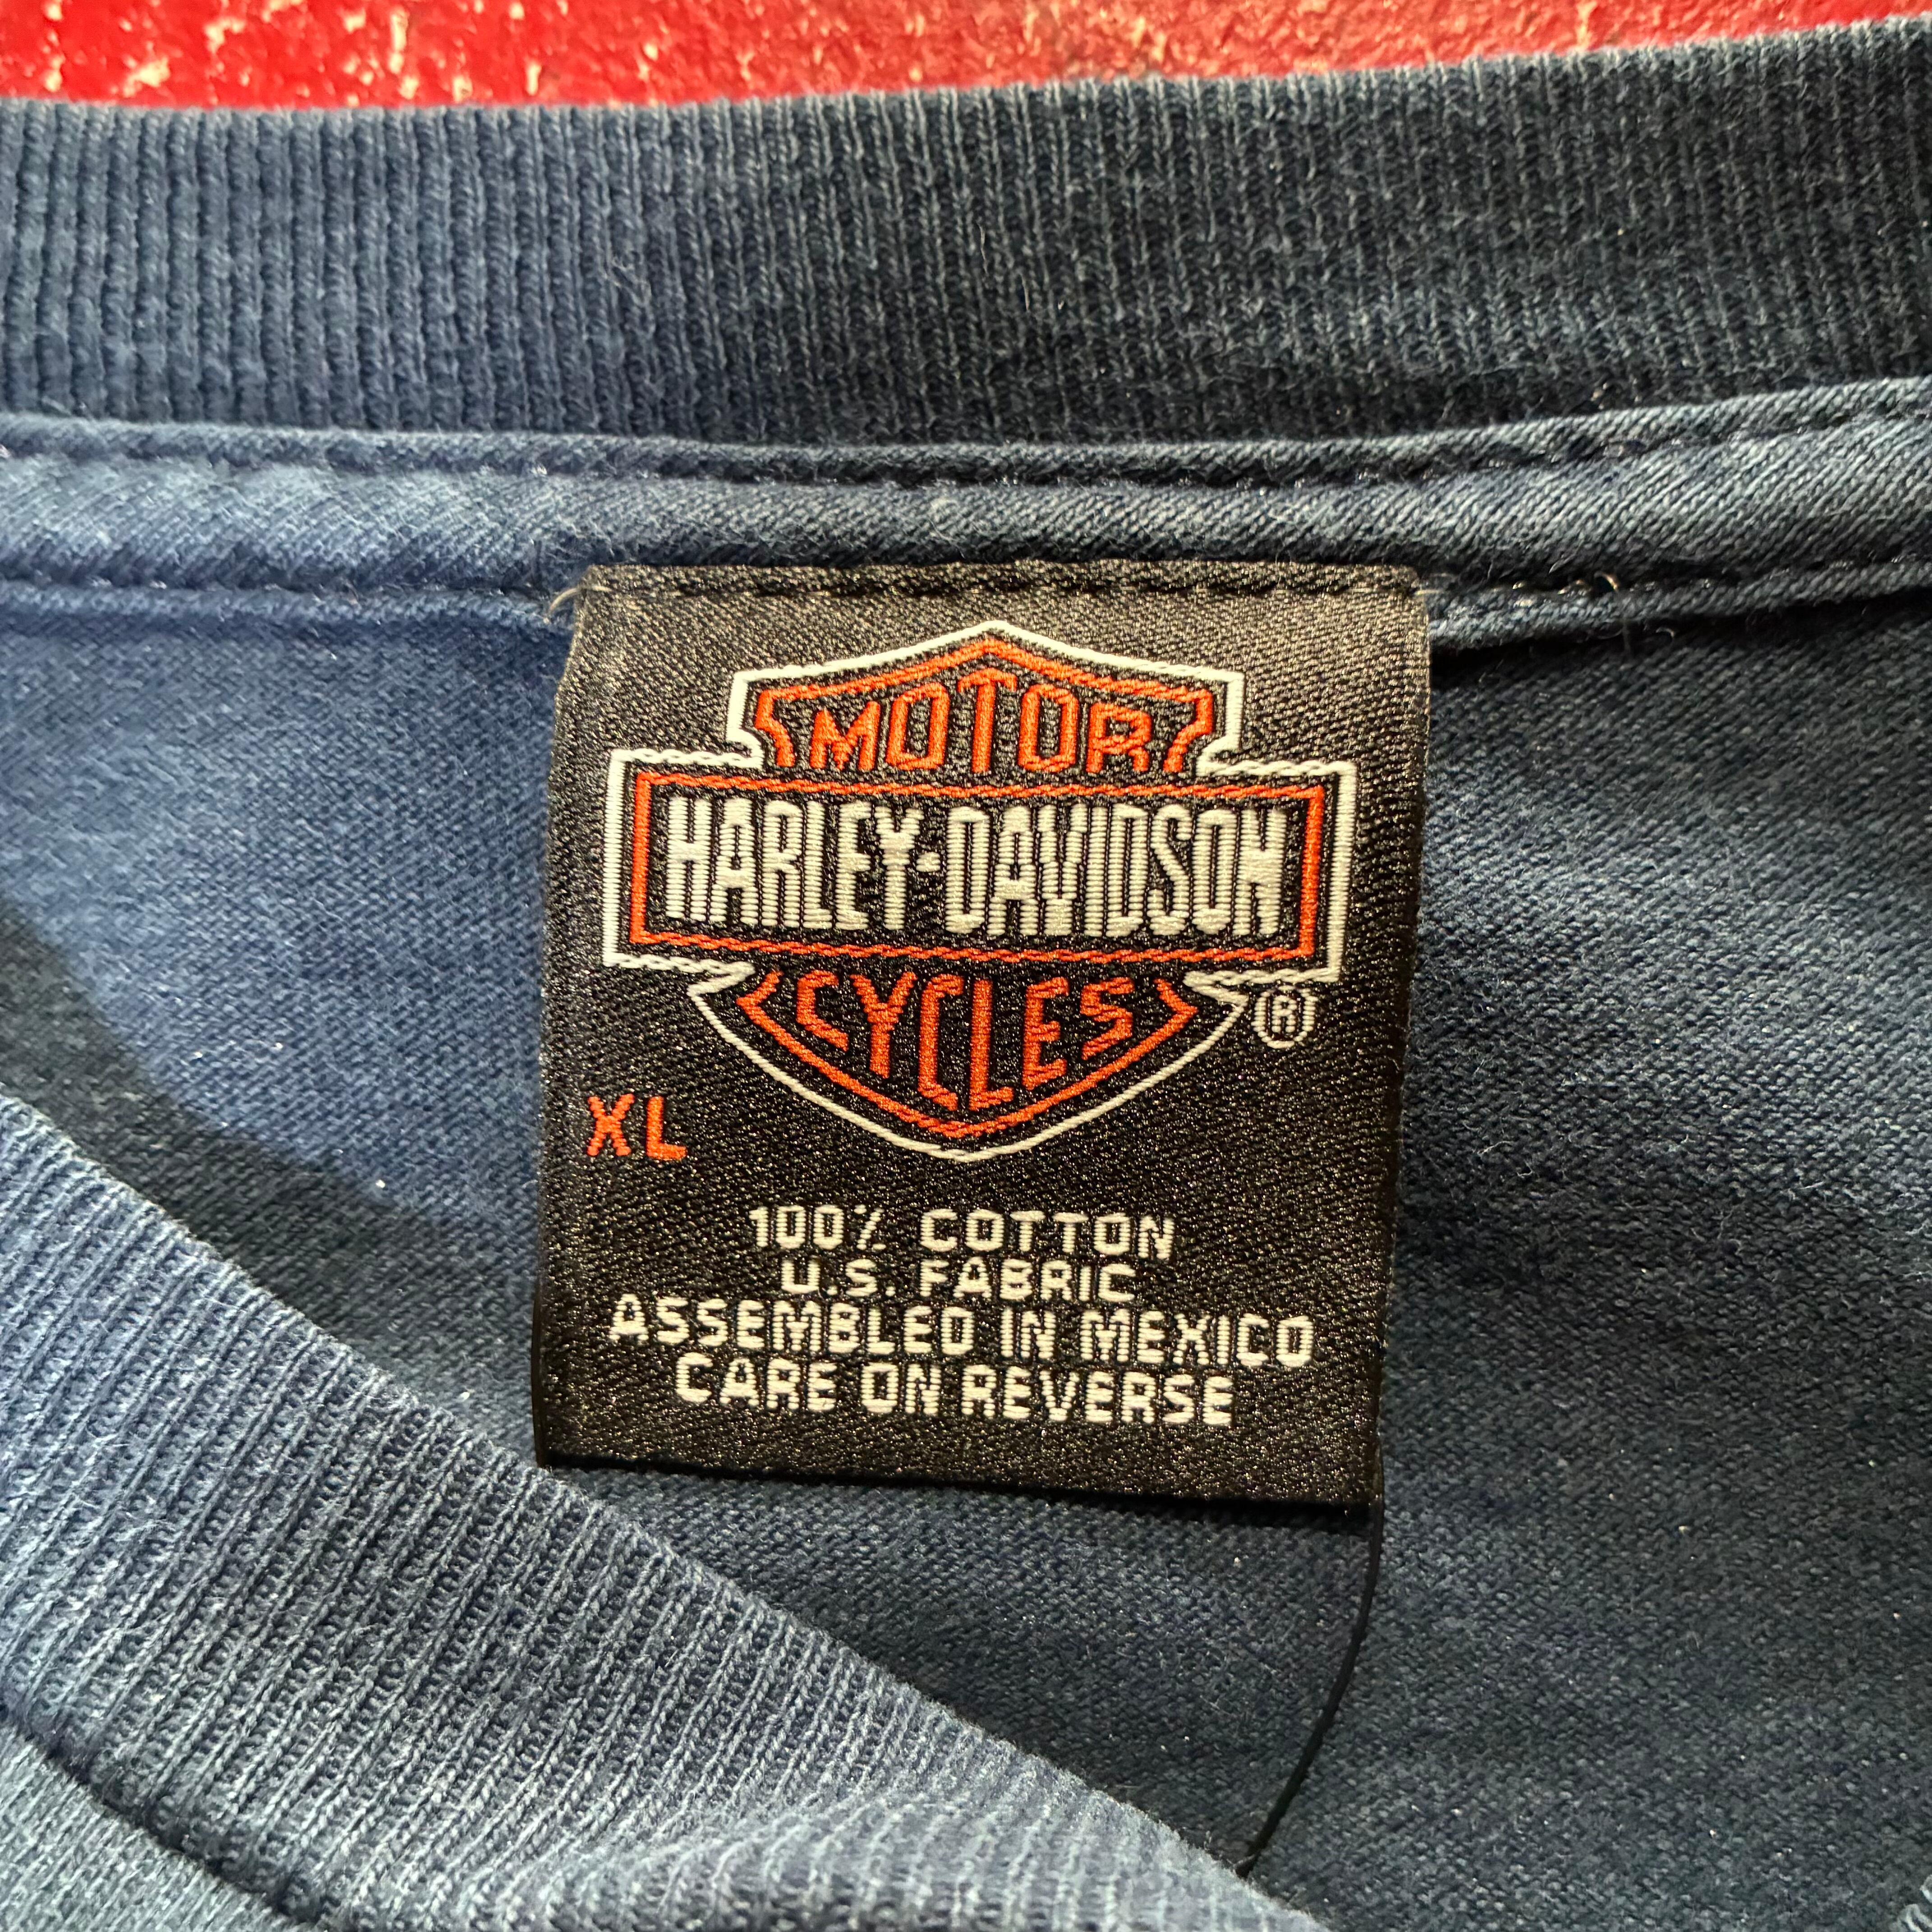 MOTOR
HARLEY-DAVIDSON
CYCLES
®
XL
100% COTTON
U.S. FABRIC
ASSEMBLED IN MEXICO
CARE ON REVERSE